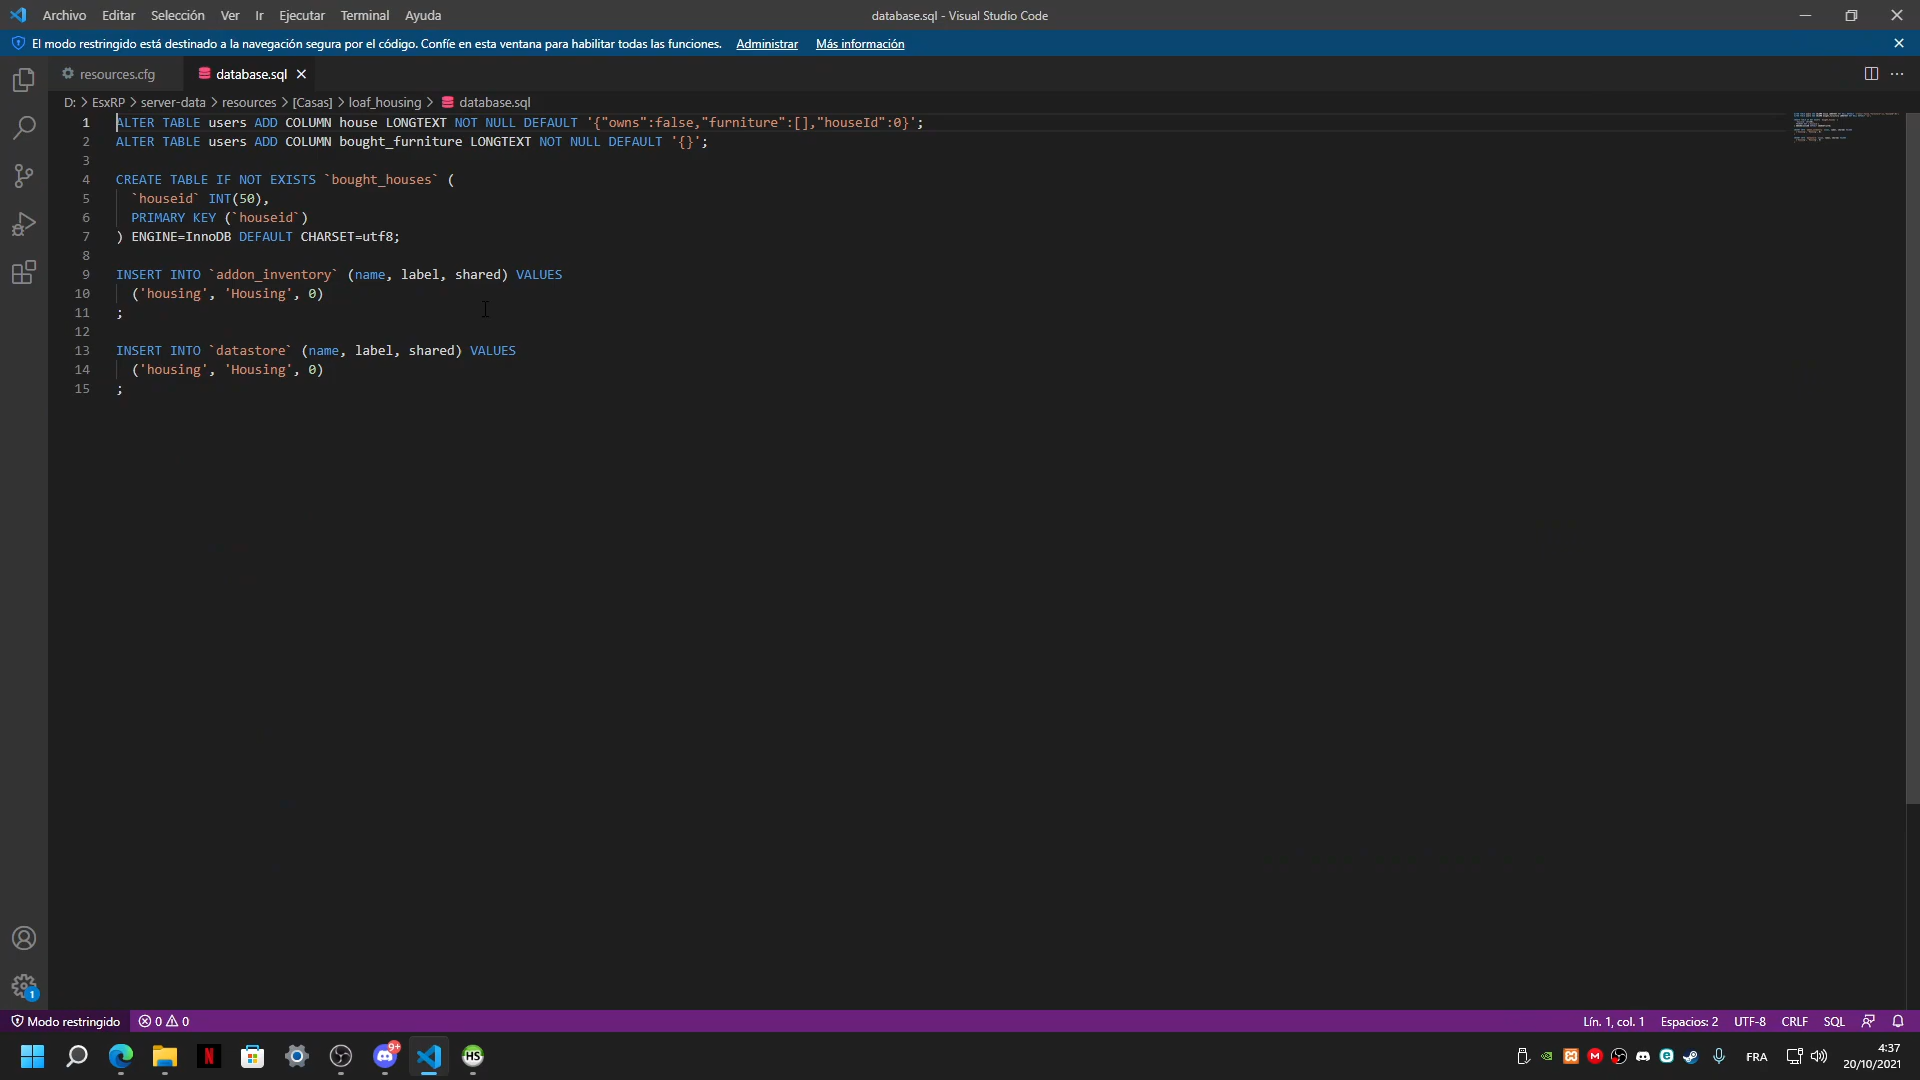 Archivo Editar Selección Ver Ir Ejecutar Terminal Ayuda
database.sql - Visual Studio Code
El modo restringido está destinado a la navegación segura por el código. Confíe en esta ventana para habilitar todas las funciones. Administrar Más información
resources.cfg database.sql
D: > EsxRP > server-data > resources > [Casas] > loaf_housing > database.sql
1 ALTER TABLE users ADD COLUMN house LONGTEXT NOT NULL DEFAULT '{"owns":false,"furniture":[],"houseId":0}';
2 ALTER TABLE users ADD COLUMN bought_furniture LONGTEXT NOT NULL DEFAULT '{}';
3
4 CREATE TABLE IF NOT EXISTS `bought_houses` (
5 `houseid` INT(50),
6 PRIMARY KEY (`houseid`)
7 ) ENGINE=InnoDB DEFAULT CHARSET=utf8;
8
9 INSERT INTO `addon_inventory` (name, label, shared) VALUES
10 ('housing', 'Housing', 0)
11 ;
12
13 INSERT INTO `datastore` (name, label, shared) VALUES
14 ('housing', 'Housing', 0)
15 ;
1
Modo restringido 0 0
Lín. 1, col. 1 Espacios: 2 UTF-8 CRLF SQL
N 9+ HS
FRA
4:37
20/10/2021